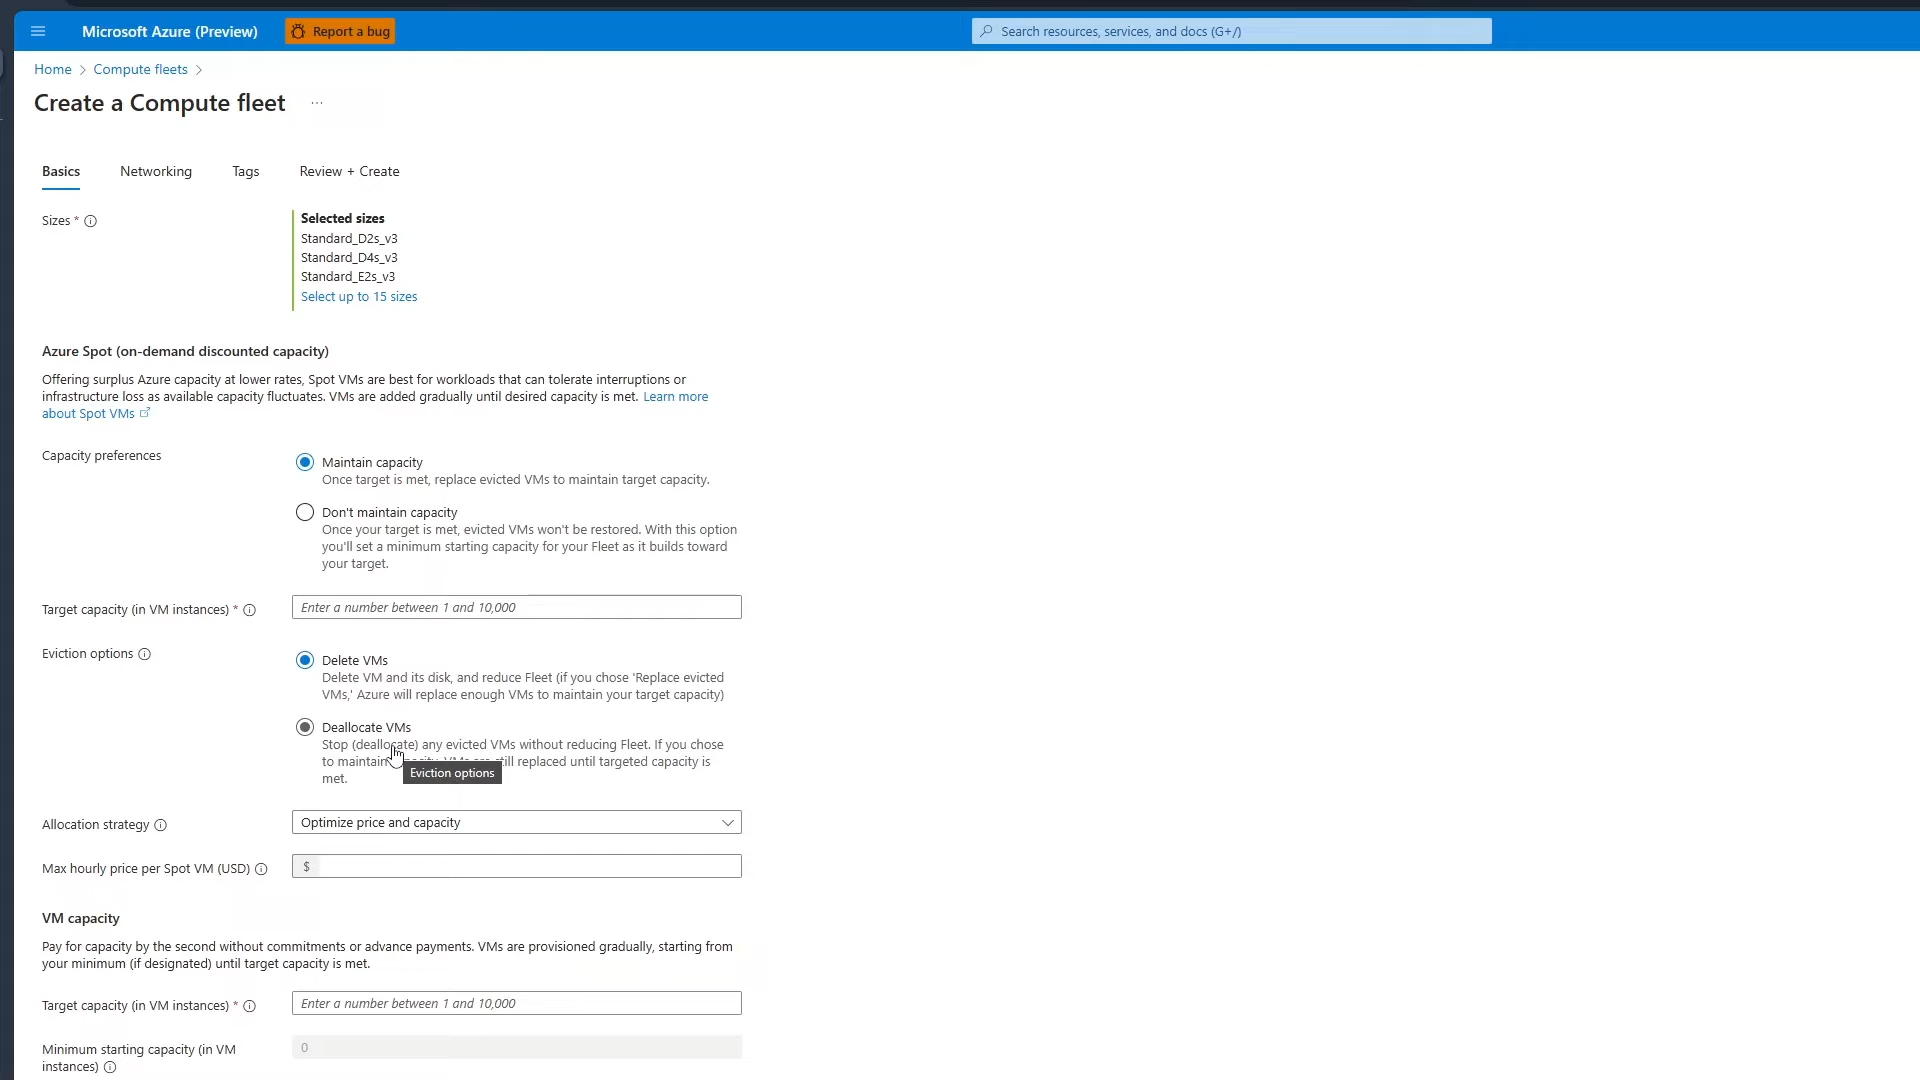 Microsoft Azure (Preview)
Report a bug
Search resources, services, and docs (G+/)
Home
Compute fleets
Create a Compute fleet
...
Basics
Networking
Tags
Review + Create
Sizes *
Selected sizes
Standard_D2s_v3
Standard_D4s_v3
Standard_E2s_v3
Select up to 15 sizes
Azure Spot (on-demand discounted capacity)
Offering surplus Azure capacity at lower rates, Spot VMs are best for workloads that can tolerate interruptions or
infrastructure loss as available capacity fluctuates. VMs are added gradually until desired capacity is met. Learn more
about Spot VMs
Capacity preferences
Maintain capacity
Once target is met, replace evicted VMs to maintain target capacity.
Don't maintain capacity
Once your target is met, evicted VMs won't be restored. With this option
you'll set a minimum starting capacity for your Fleet as it builds toward
your target.
Target capacity (in VM instances) *
Enter a number between 1 and 10,000
Eviction options
Delete VMs
Delete VM and its disk, and reduce Fleet (if you chose 'Replace evicted
VMs,' Azure will replace enough VMs to maintain your target capacity)
Deallocate VMs
Stop (deallocate) any evicted VMs without reducing Fleet. If you chose
to maintain capacity, VMs are still replaced until targeted capacity is
met.
Eviction options
Allocation strategy
Optimize price and capacity
Max hourly price per Spot VM (USD)
$
VM capacity
Pay for capacity by the second without commitments or advance payments. VMs are provisioned gradually, starting from
your minimum (if designated) until target capacity is met.
Target capacity (in VM instances) *
Enter a number between 1 and 10,000
Minimum starting capacity (in VM
instances)
0